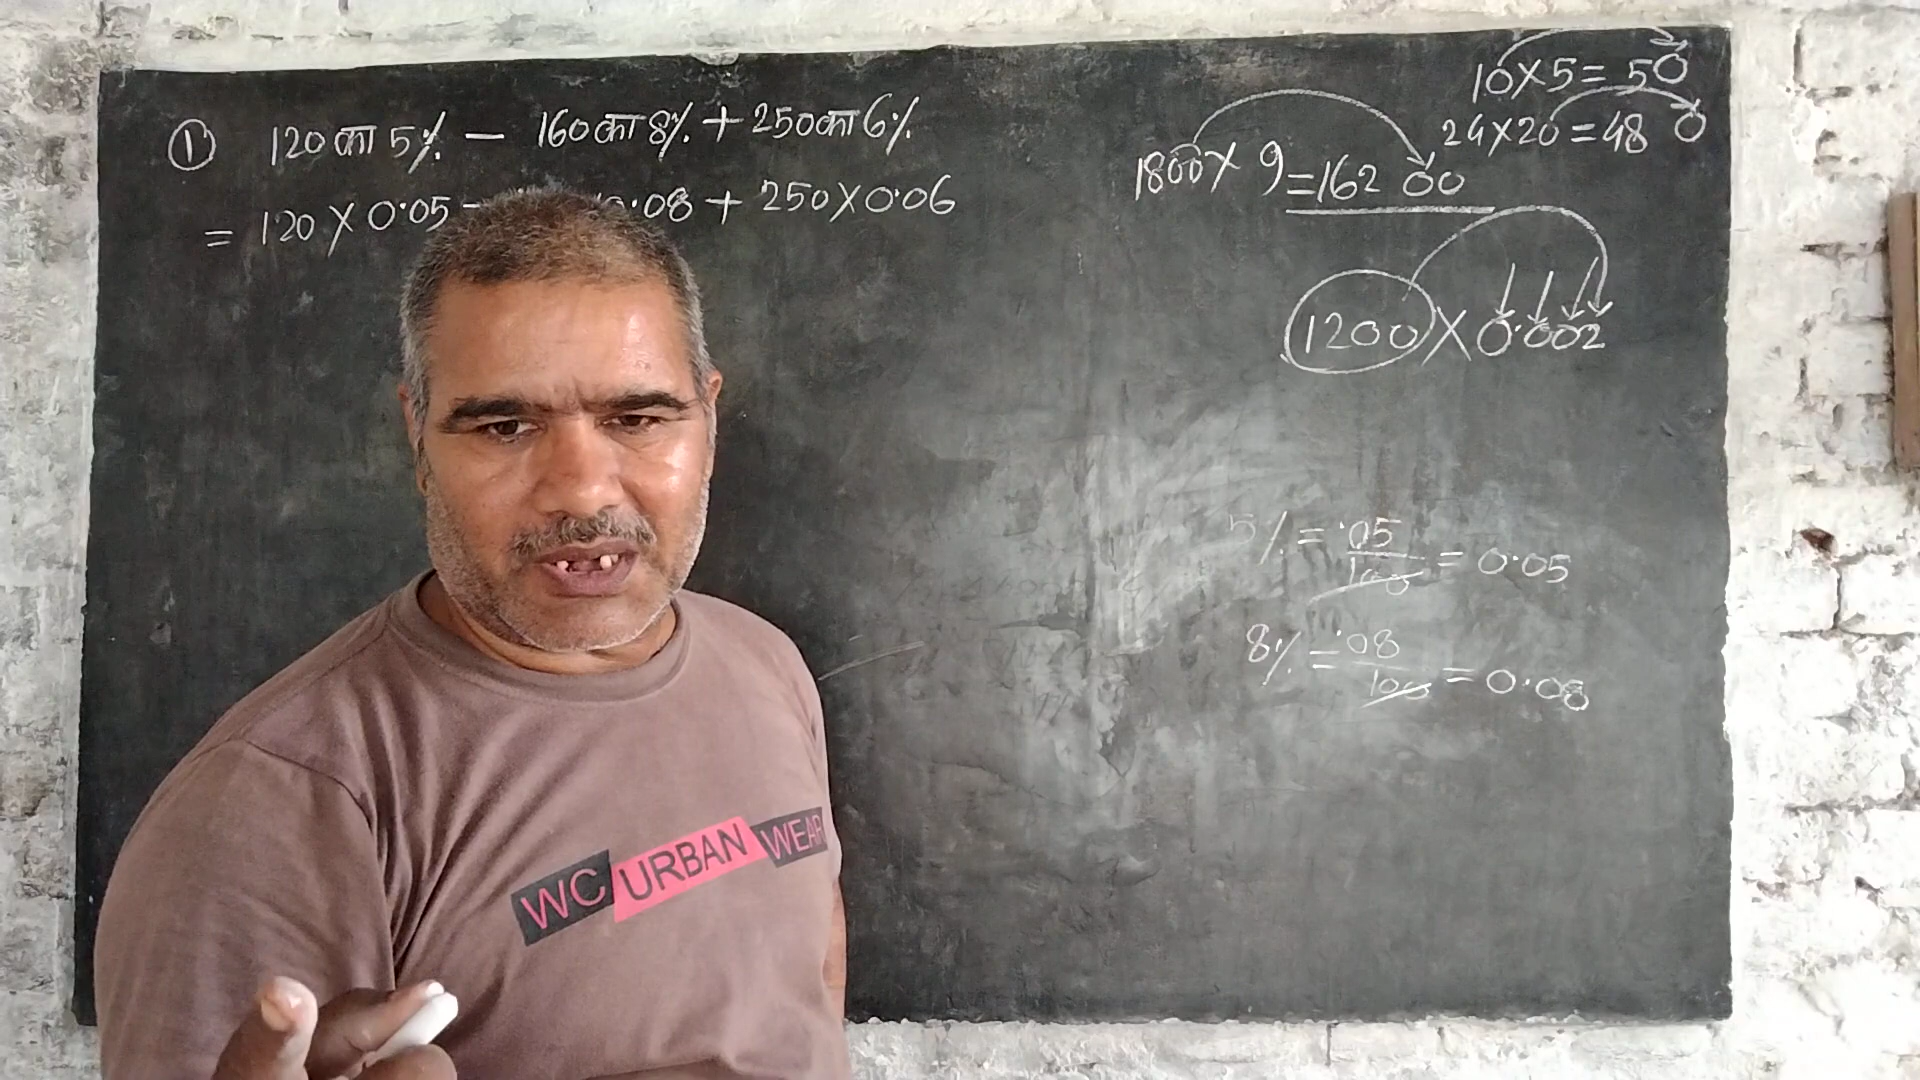 ① 120 का 5% − 160 का 8% + 250 का 6%
= 120 × 0.05 − .08 + 250 × 0.06
10×5 = 50
24×20 = 48 0
1800 × 9 = 162 00
1200 × 0.002
5% = .05/100 = 0.05
8% = .08/100 = 0.08
WC URBAN WEAR